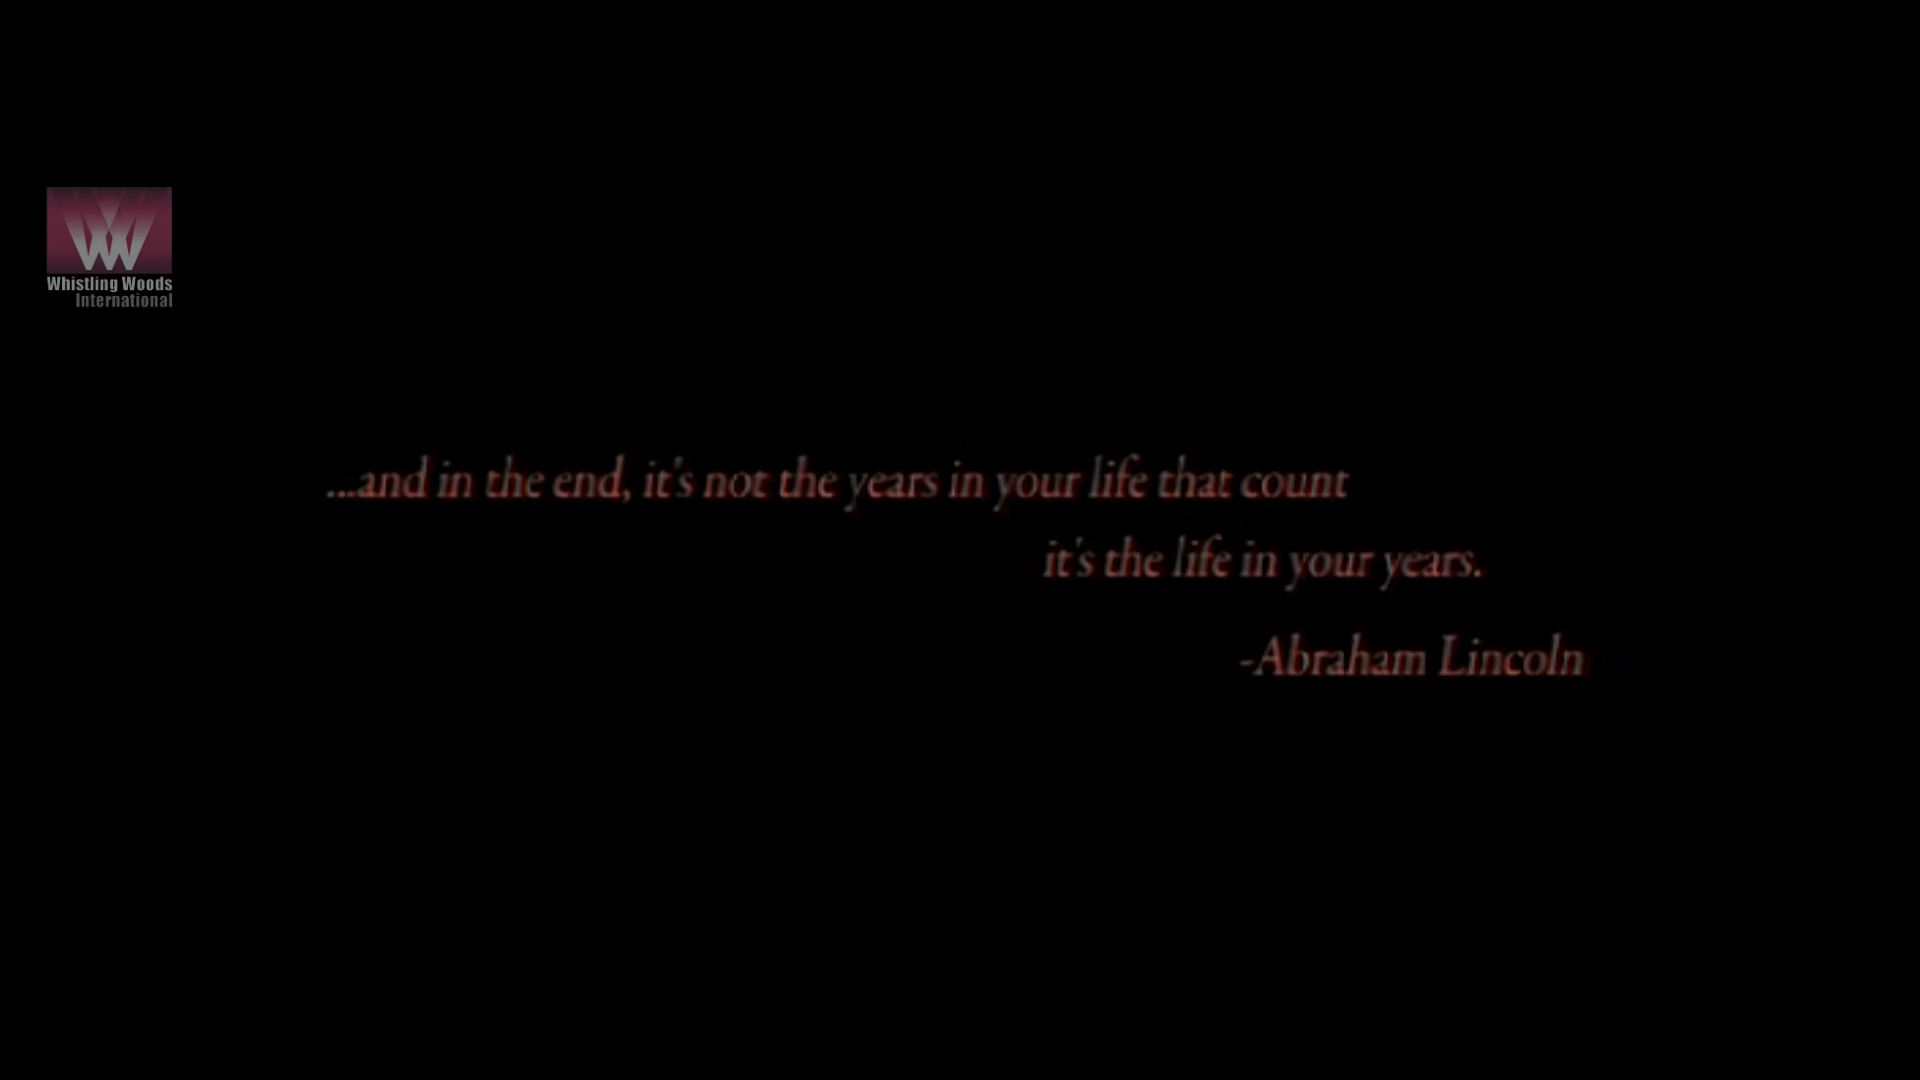 Whistling Woods
International
...and in the end, it's not the years in your life that count
it's the life in your years.
-Abraham Lincoln